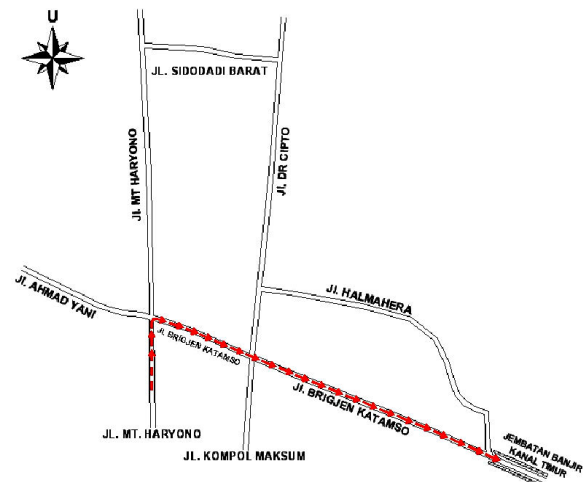 U
JL. SIDODADI BARAT
Jl. MT HARYONO
Jl. DR CIPTO
Jl. HALMAHERA
Jl. AHMAD YANI
Jl. BRIGJEN KATAMSO
Jl. BRIGJEN KATAMSO
JL. MT. HARYONO
JL. KOMPOL MAKSUM
JEMBATAN BANJIR
KANAL TIMUR